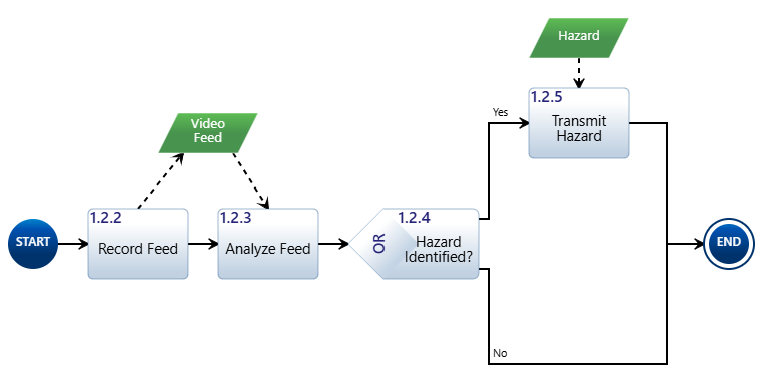 Hazard
1.2.5
Yes
Transmit
Hazard
Video
Feed
1.2.2
1.2.3
1.2.4
START
Record Feed
Analyze Feed
OR
Hazard
Identified?
END
No